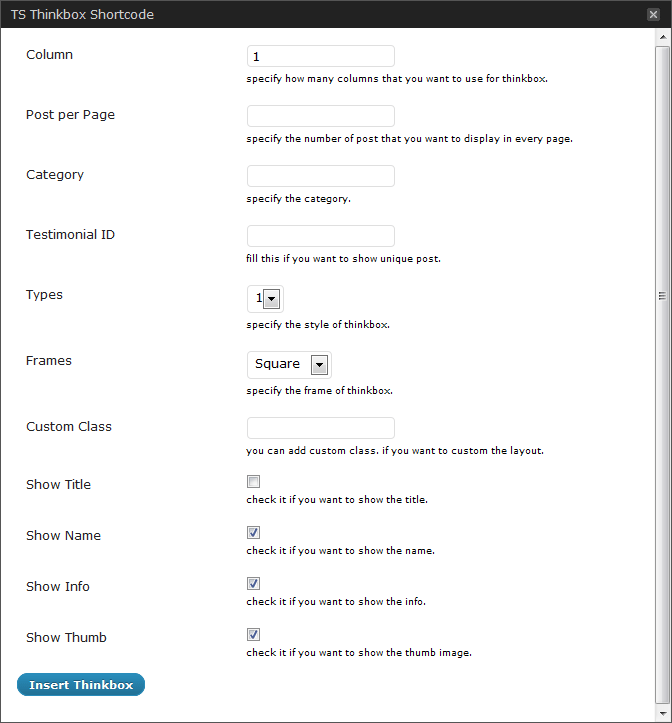 TS Thinkbox Shortcode
Column
1
specify how many columns that you want to use for thinkbox.
Post per Page
specify the number of post that you want to display in every page.
Category
specify the category.
Testimonial ID
fill this if you want to show unique post.
Types
1
specify the style of thinkbox.
Frames
Square
specify the frame of thinkbox.
Custom Class
you can add custom class. if you want to custom the layout.
Show Title
check it if you want to show the title.
Show Name
check it if you want to show the name.
Show Info
check it if you want to show the info.
Show Thumb
check it if you want to show the thumb image.
Insert Thinkbox